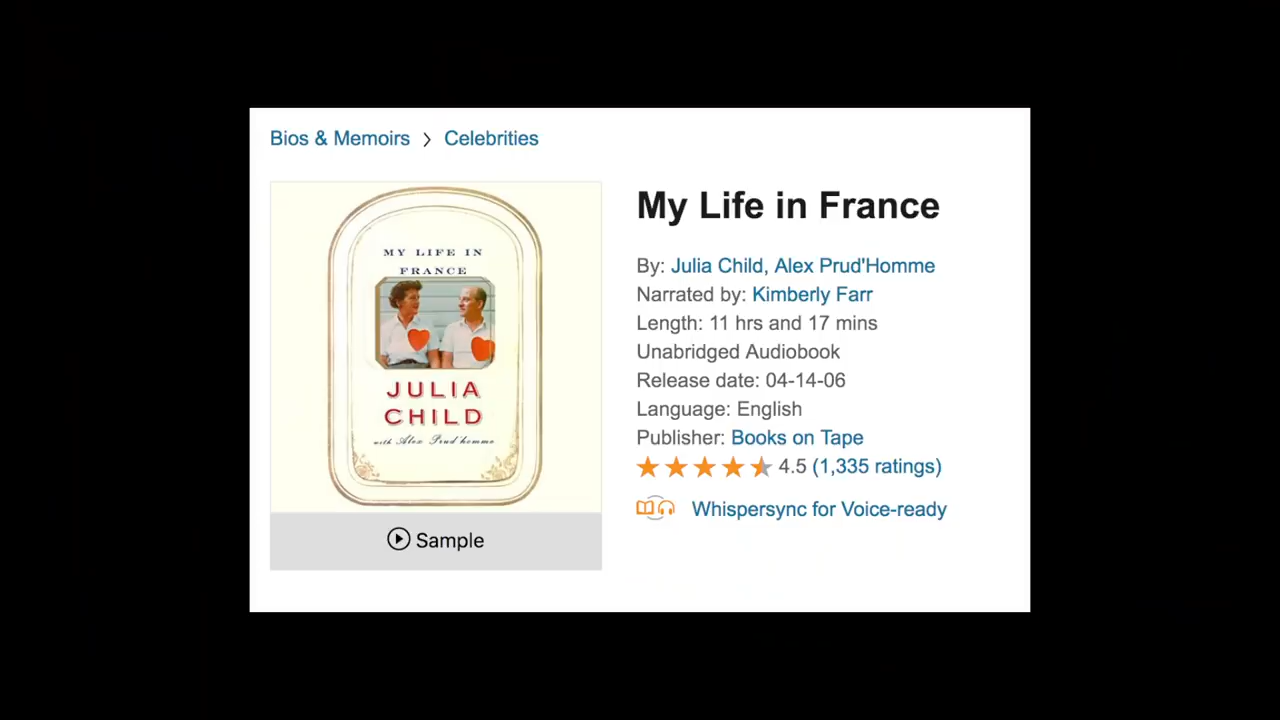 Bios & Memoirs > Celebrities
MY LIFE IN
FRANCE
JULIA
CHILD
with Alex Prud'homme
Sample
My Life in France
By: Julia Child, Alex Prud'Homme
Narrated by: Kimberly Farr
Length: 11 hrs and 17 mins
Unabridged Audiobook
Release date: 04-14-06
Language: English
Publisher: Books on Tape
4.5 (1,335 ratings)
Whispersync for Voice-ready